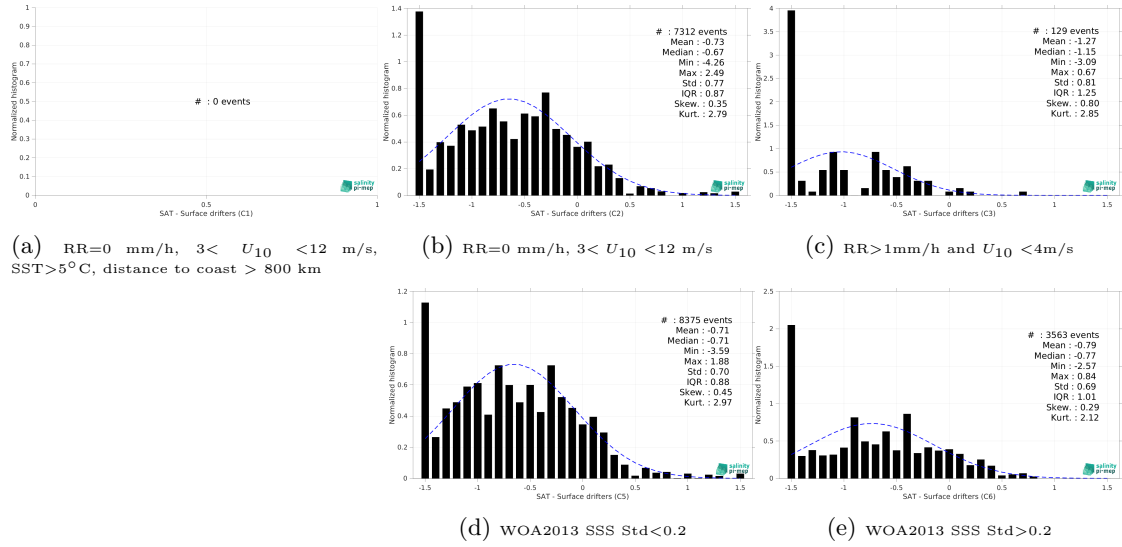 1
0.9
0.8
0.7
0.6
0.5
0.4
0.3
0.2
0.1
0
Normalized histogram
# : 0 events
0 0.5 1
SAT - Surface drifters (C1)
salinity
pi-mep
(a) RR=0 mm/h, 3< U10 <12 m/s,
SST>5°C, distance to coast > 800 km
1.4
1.2
1
0.8
0.6
0.4
0.2
0
Normalized histogram
# : 7312 events
Mean : -0.73
Median : -0.67
Min : -4.26
Max : 2.49
Std : 0.77
IQR : 0.87
Skew. : 0.35
Kurt. : 2.79
-1.5 -1 -0.5 0 0.5 1 1.5
SAT - Surface drifters (C2)
salinity
pi-mep
(b) RR=0 mm/h, 3< U10 <12 m/s
4
3.5
3
2.5
2
1.5
1
0.5
0
Normalized histogram
# : 129 events
Mean : -1.27
Median : -1.15
Min : -3.09
Max : 0.67
Std : 0.81
IQR : 1.25
Skew. : 0.80
Kurt. : 2.85
-1.5 -1 -0.5 0 0.5 1 1.5
SAT - Surface drifters (C3)
salinity
pi-mep
(c) RR>1mm/h and U10 <4m/s
1.2
1
0.8
0.6
0.4
0.2
0
Normalized histogram
# : 8375 events
Mean : -0.71
Median : -0.71
Min : -3.59
Max : 1.88
Std : 0.70
IQR : 0.88
Skew. : 0.45
Kurt. : 2.97
-1.5 -1 -0.5 0 0.5 1 1.5
SAT - Surface drifters (C5)
salinity
pi-mep
(d) WOA2013 SSS Std<0.2
2.5
2
1.5
1
0.5
0
Normalized histogram
# : 3563 events
Mean : -0.79
Median : -0.77
Min : -2.57
Max : 0.84
Std : 0.69
IQR : 1.01
Skew. : 0.29
Kurt. : 2.12
-1.5 -1 -0.5 0 0.5 1 1.5
SAT - Surface drifters (C6)
salinity
pi-mep
(e) WOA2013 SSS Std>0.2